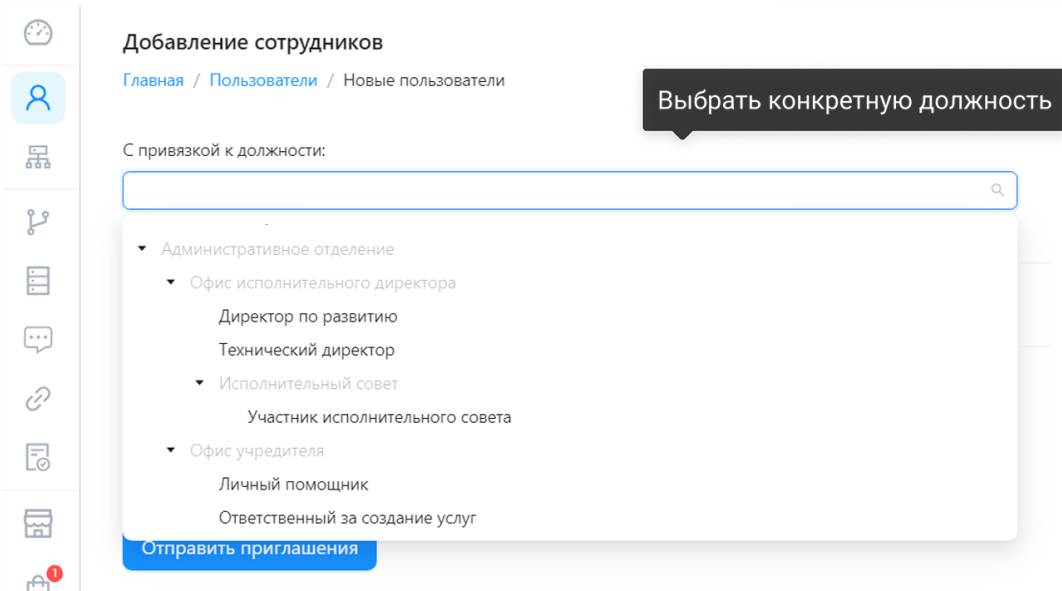 Добавление сотрудников
Главная / Пользователи / Новые пользователи
Выбрать конкретную должность
С привязкой к должности:
Административное отделение
Офис исполнительного директора
Директор по развитию
Технический директор
Исполнительный совет
Участник исполнительного совета
Офис учредителя
Личный помощник
Ответственный за создание услуг
Отправить приглашения
1